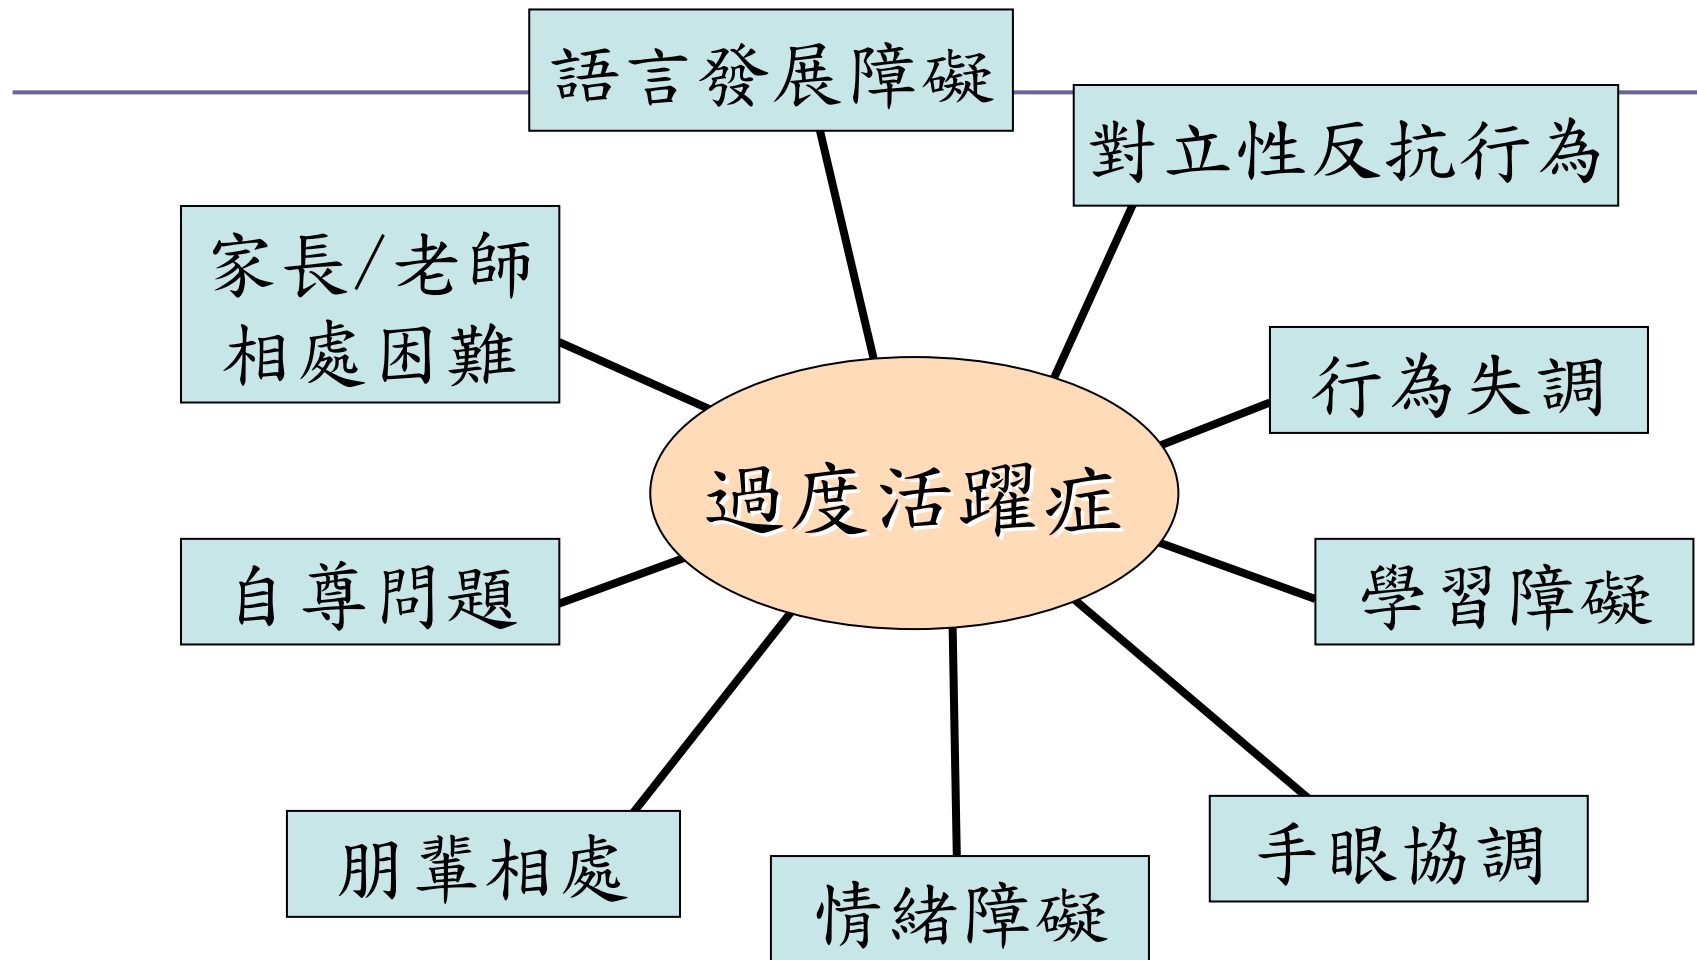 語言發展障礙
對立性反抗行為
家長/老師
相處困難
行為失調
過度活躍症
自尊問題
學習障礙
朋輩相處
手眼協調
情緒障礙